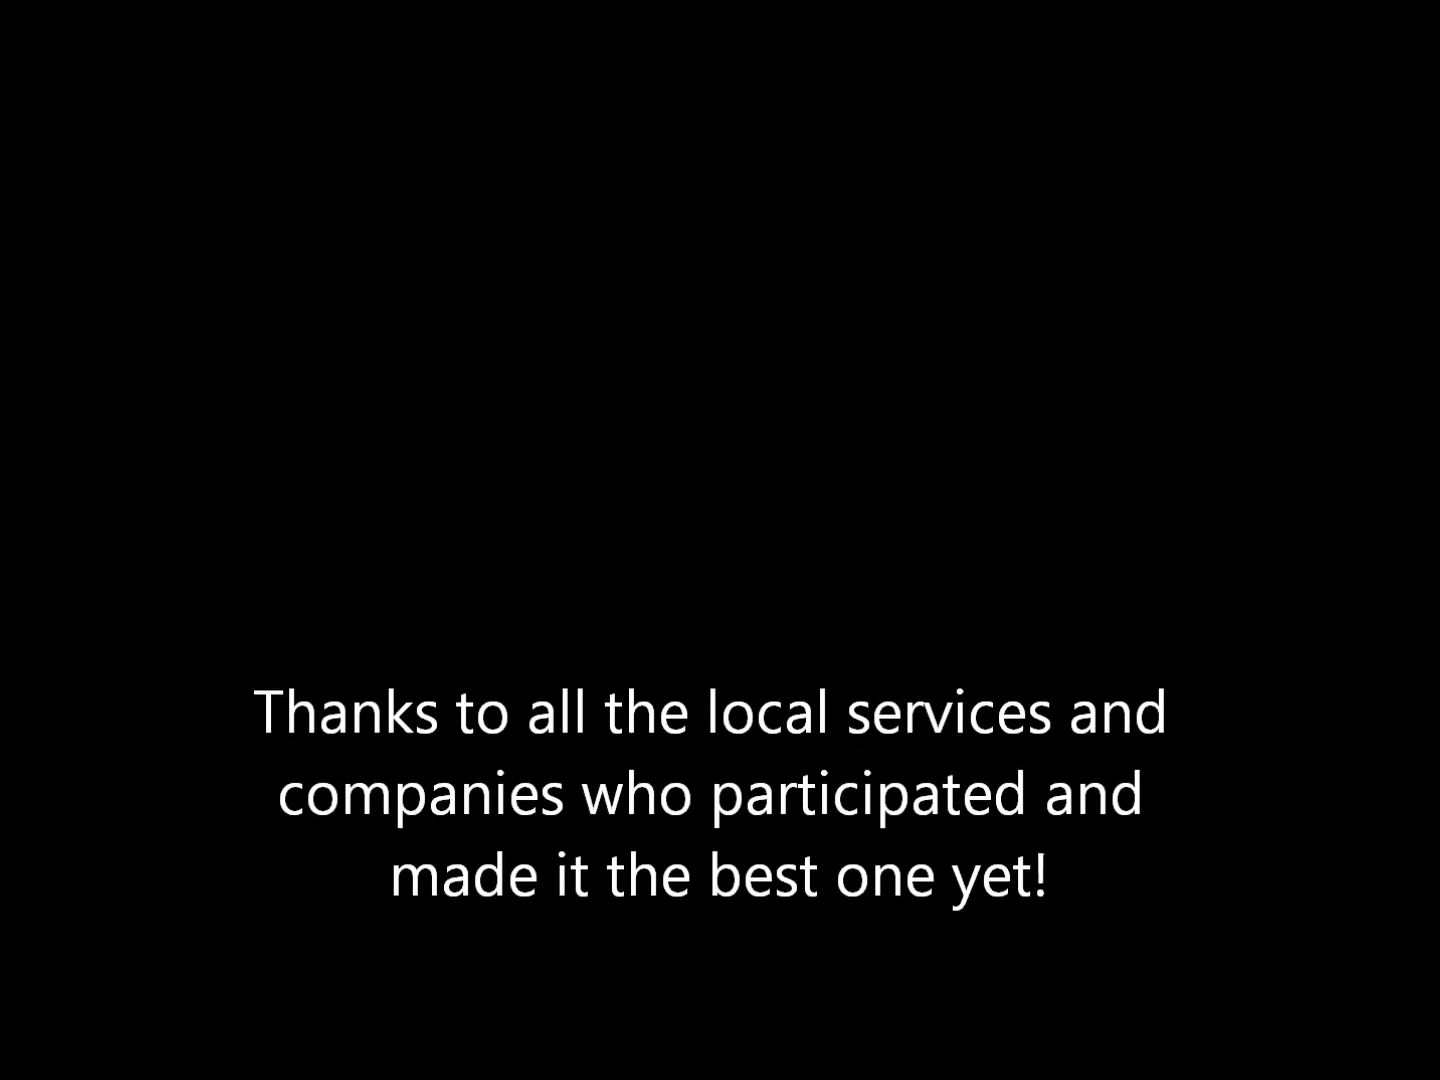 Thanks to all the local services and
companies who participated and
made it the best one yet!